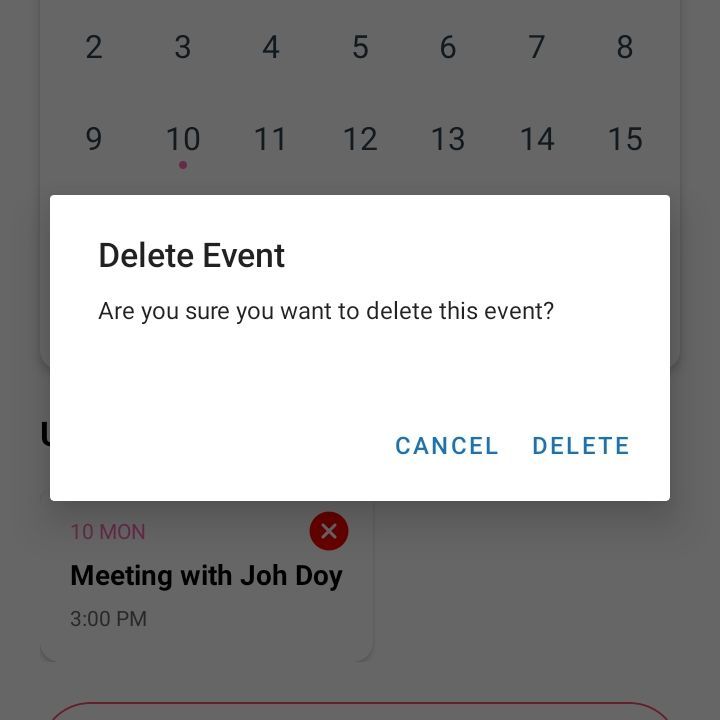 2 3 4 5 6 7 8
9 10 11 12 13 14 15
Delete Event
Are you sure you want to delete this event?
CANCEL DELETE
10 MON
Meeting with Joh Doy
3:00 PM